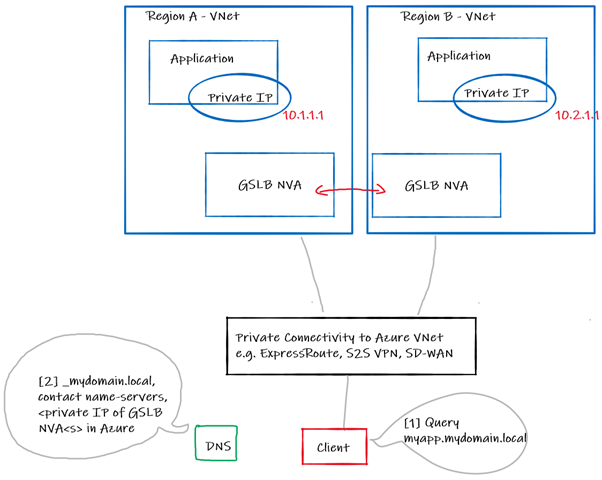 Region A - VNet
Application
Private IP
10.1.1.1
GSLB NVA
Region B - VNet
Application
Private IP
10.2.1.1
GSLB NVA
Private Connectivity to Azure VNet
e.g. ExpressRoute, S2S VPN, SD-WAN
[2] _mydomain.local,
contact name-servers,
<private IP of GSLB
NVA<s> in Azure
DNS
Client
[1] Query
myapp.mydomain.local